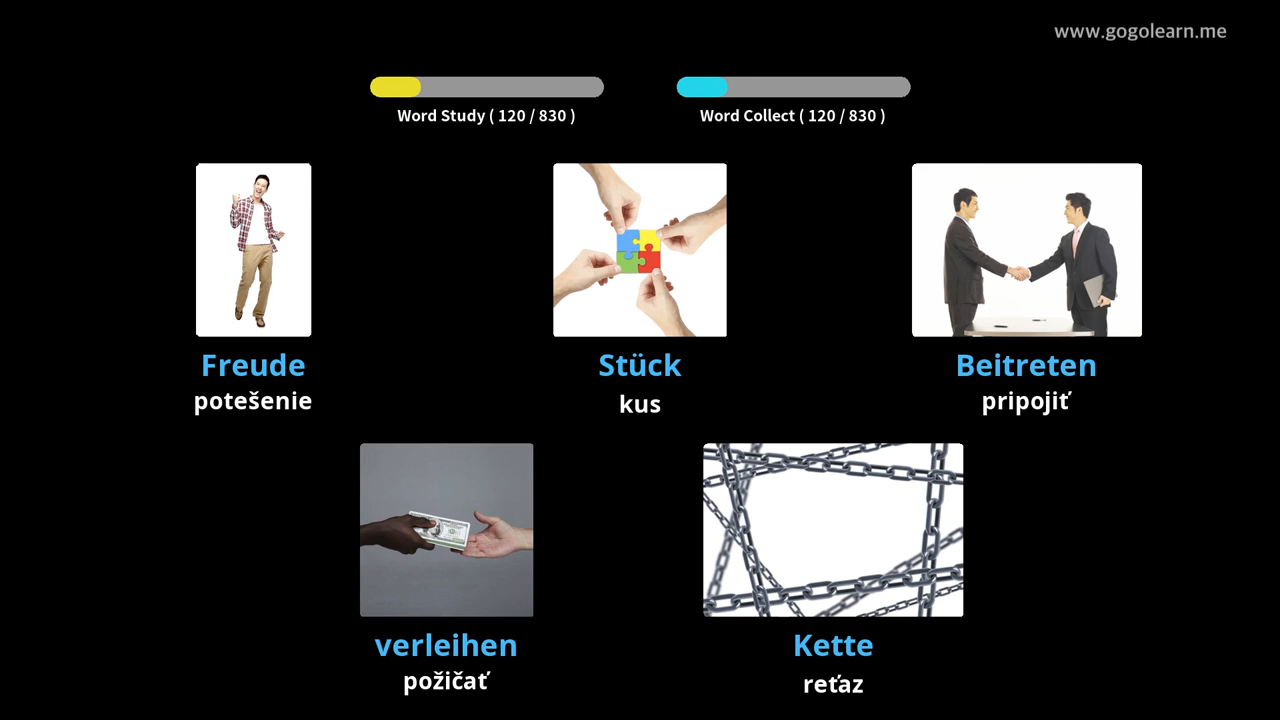 www.gogolearn.me
Word Study ( 120 / 830 )
Word Collect ( 120 / 830 )
Freude
potešenie
Stück
kus
Beitreten
pripojiť
verleihen
požičať
Kette
reťaz